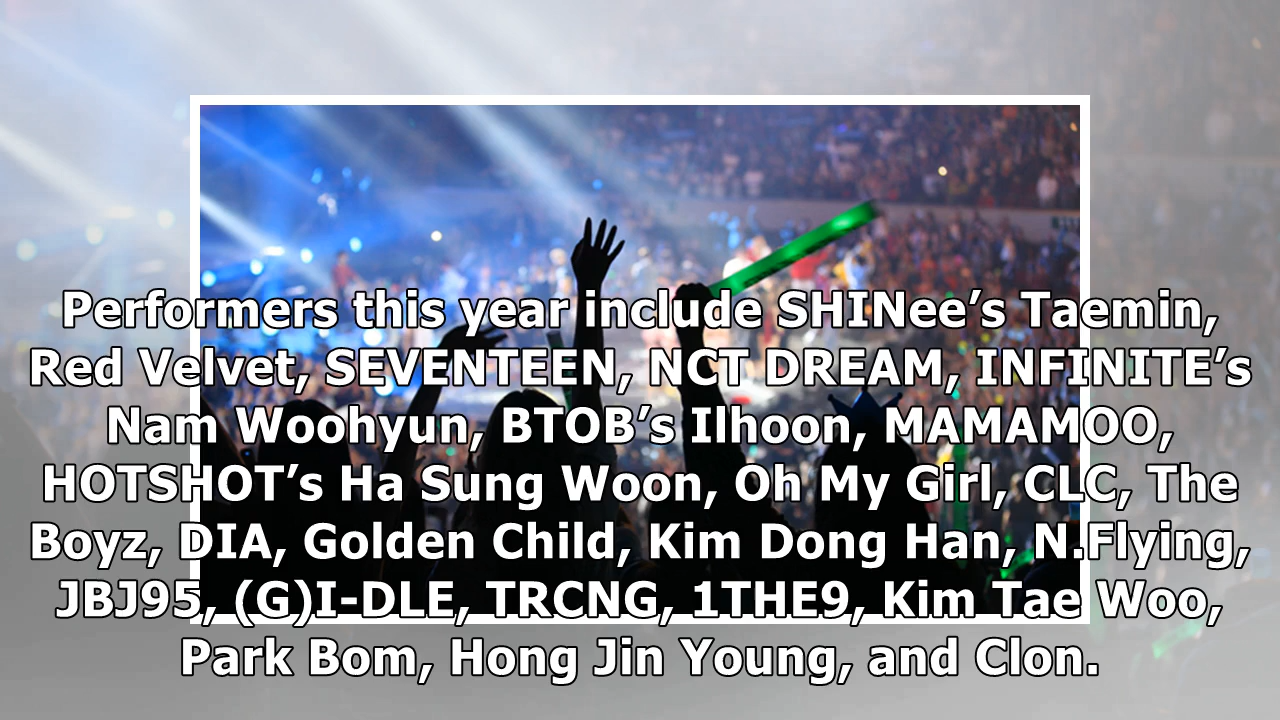 Performers this year include SHINee’s Taemin,
Red Velvet, SEVENTEEN, NCT DREAM, INFINITE’s
Nam Woohyun, BTOB’s Ilhoon, MAMAMOO,
HOTSHOT’s Ha Sung Woon, Oh My Girl, CLC, The
Boyz, DIA, Golden Child, Kim Dong Han, N.Flying,
JBJ95, (G)I-DLE, TRCNG, 1THE9, Kim Tae Woo,
Park Bom, Hong Jin Young, and Clon.